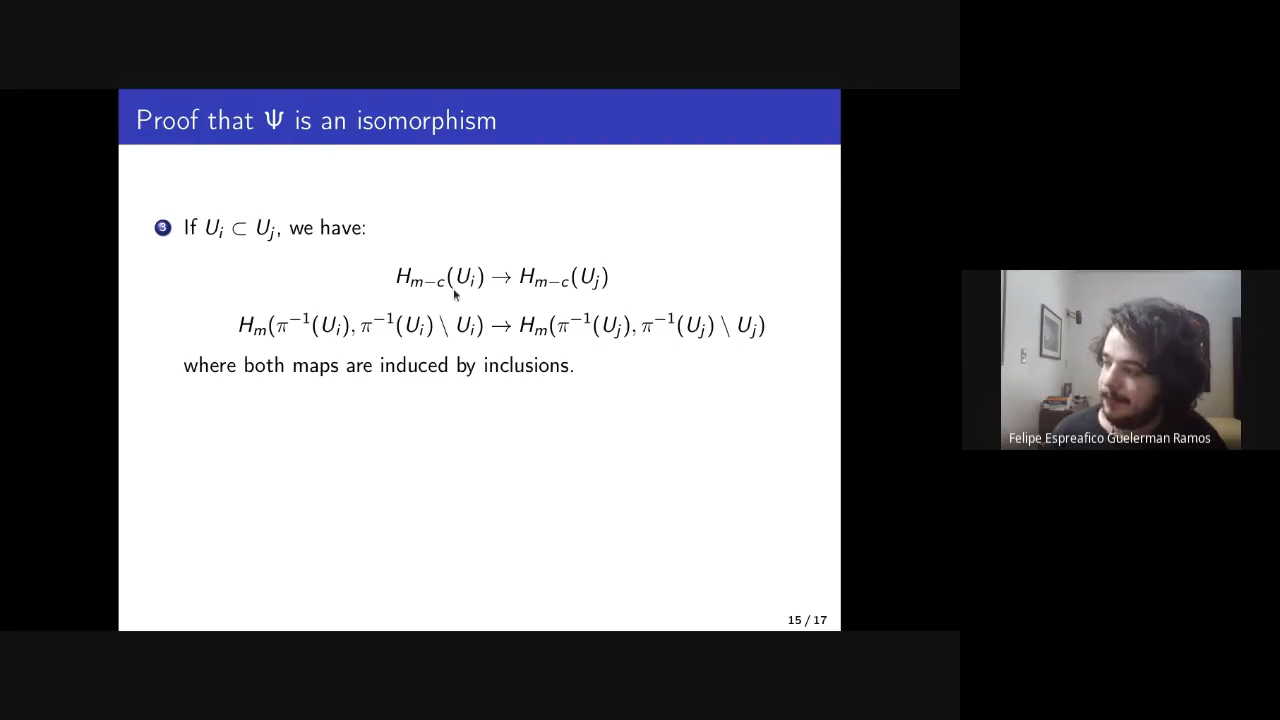 Proof that Ψ is an isomorphism
3 If U_i ⊂ U_j, we have:
H_{m−c}(U_i) → H_{m−c}(U_j)
H_m(π^{−1}(U_i), π^{−1}(U_i) \ U_i) → H_m(π^{−1}(U_j), π^{−1}(U_j) \ U_j)
where both maps are induced by inclusions.
15 / 17
Felipe Espreafico Guelerman Ramos